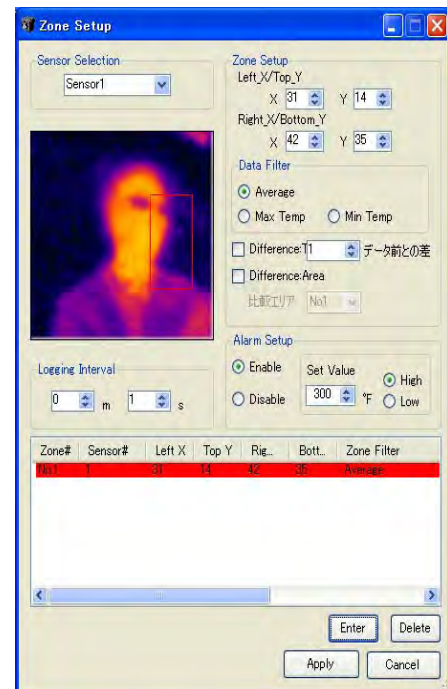 Zone Setup
Sensor Selection
Sensor1
Zone Setup
Left_X/Top_Y
X 31 Y 14
Right_X/Bottom_Y
X 42 Y 35
Data Filter
Average
Max Temp Min Temp
Difference:T 1 データ前との差
Difference:Area
比較エリア No1
Logging Interval
0 m 1 s
Alarm Setup
Enable
Disable
Set Value
300 °F
High
Low
Zone# Sensor# Left X Top Y Rig... Bott... Zone Filter
No1 1 31 14 42 35 Average
Enter Delete
Apply Cancel